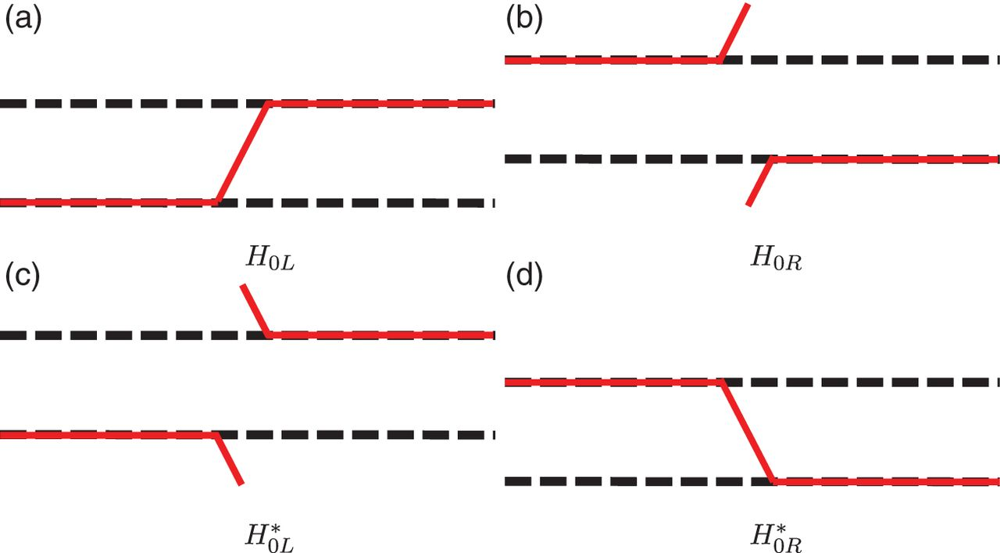 (a)
(b)
H_{0L}
H_{0R}
(c)
(d)
H^*_{0L}
H^*_{0R}